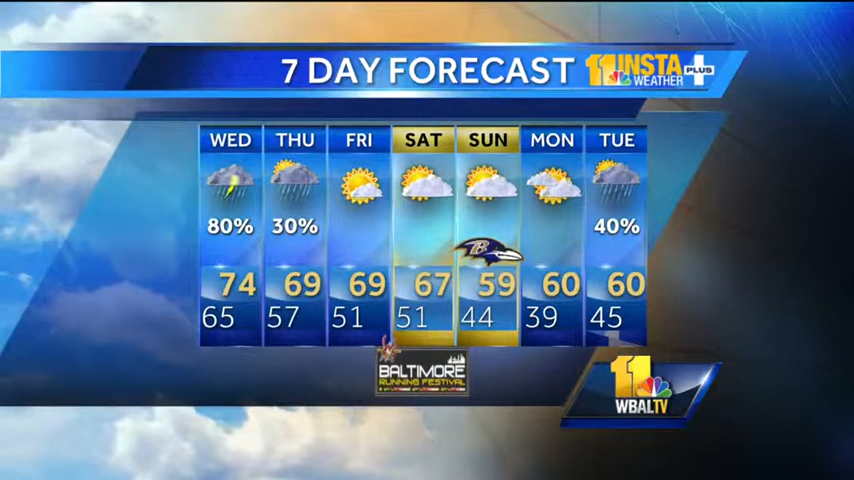 7 DAY FORECAST
11 INSTA
WEATHER PLUS
WED THU FRI SAT SUN MON TUE
80% 30% 40%
B
74 69 69 67 59 60 60
65 57 51 51 44 39 45
BALTIMORE
RUNNING FESTIVAL
11
WBALTV